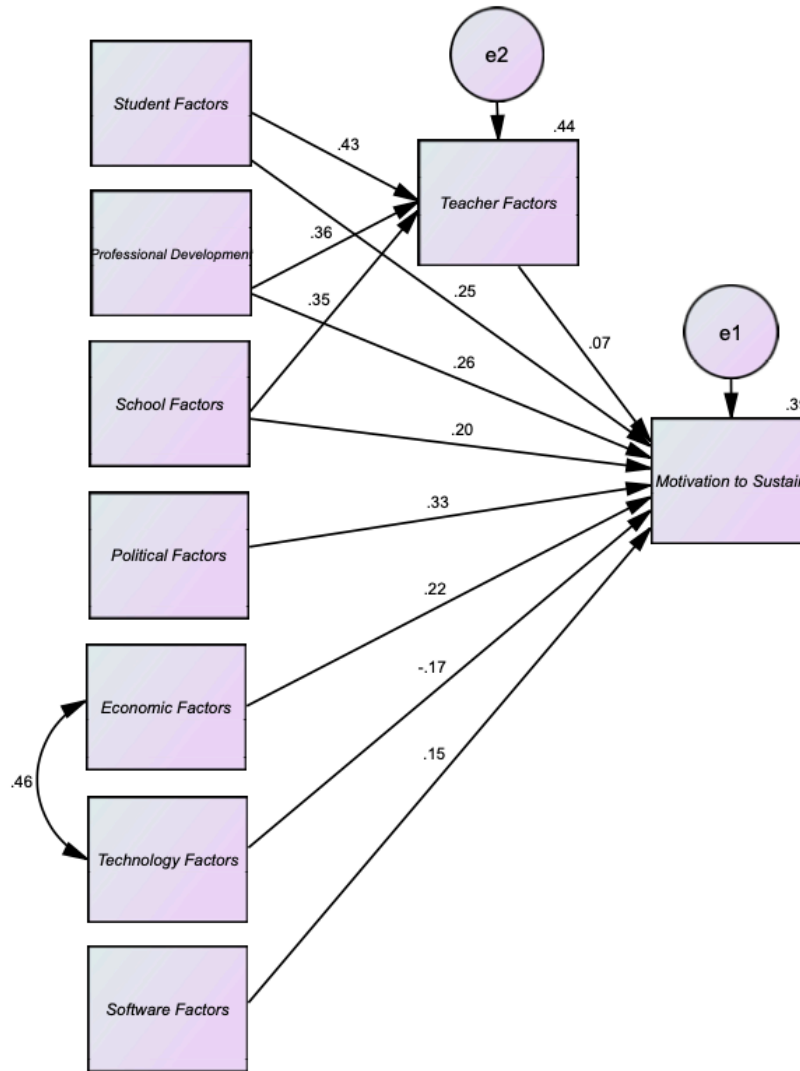 e2
Student Factors
.44
.43
Teacher Factors
.36
Professional Development
.25
.35
e1
.07
.26
School Factors
.20
Motivation to Sustain
.33
Political Factors
.22
-.17
Economic Factors
.46
.15
Technology Factors
Software Factors